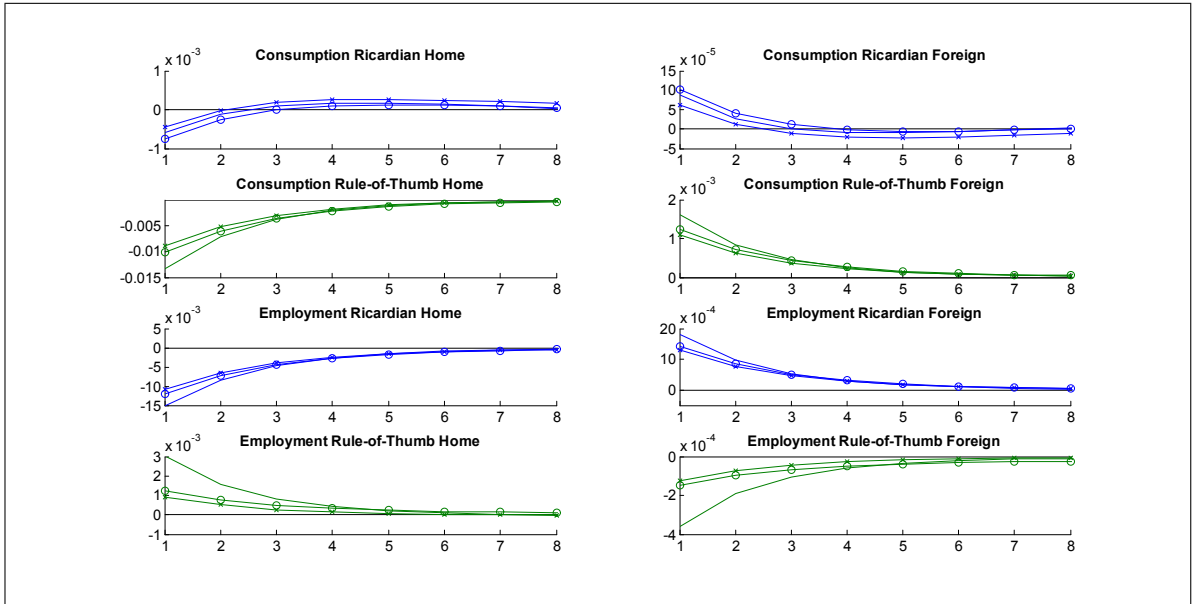 Consumption Ricardian Home
x 10^-3
1
0
-1
1 2 3 4 5 6 7 8
Consumption Ricardian Foreign
x 10^-5
15
10
5
0
-5
1 2 3 4 5 6 7 8
Consumption Rule-of-Thumb Home
-0.005
-0.01
-0.015
1 2 3 4 5 6 7 8
Consumption Rule-of-Thumb Foreign
x 10^-3
2
1
0
1 2 3 4 5 6 7 8
Employment Ricardian Home
x 10^-3
5
0
-5
-10
-15
1 2 3 4 5 6 7 8
Employment Ricardian Foreign
x 10^-4
20
10
0
1 2 3 4 5 6 7 8
Employment Rule-of-Thumb Home
x 10^-3
3
2
1
0
-1
1 2 3 4 5 6 7 8
Employment Rule-of-Thumb Foreign
x 10^-4
0
-2
-4
1 2 3 4 5 6 7 8